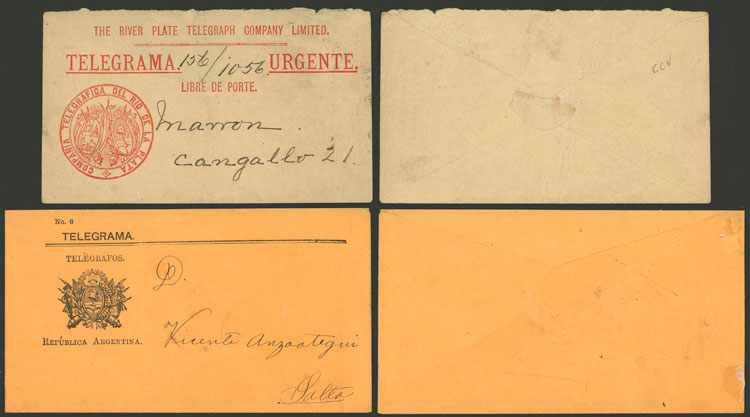 THE RIVER PLATE TELEGRAPH COMPANY LIMITED.
TELEGRAMA. 156/1056 URGENTE.
LIBRE DE PORTE.
COMPAÑIA TELEGRAFICA DEL RIO DE LA PLATA
Marron.
Cangallo 21.
CCV
No. 6
TELEGRAMA.
TELÉGRAFOS.
REPÚBLICA ARGENTINA.
D.
Vicente Anzoategui
Salta